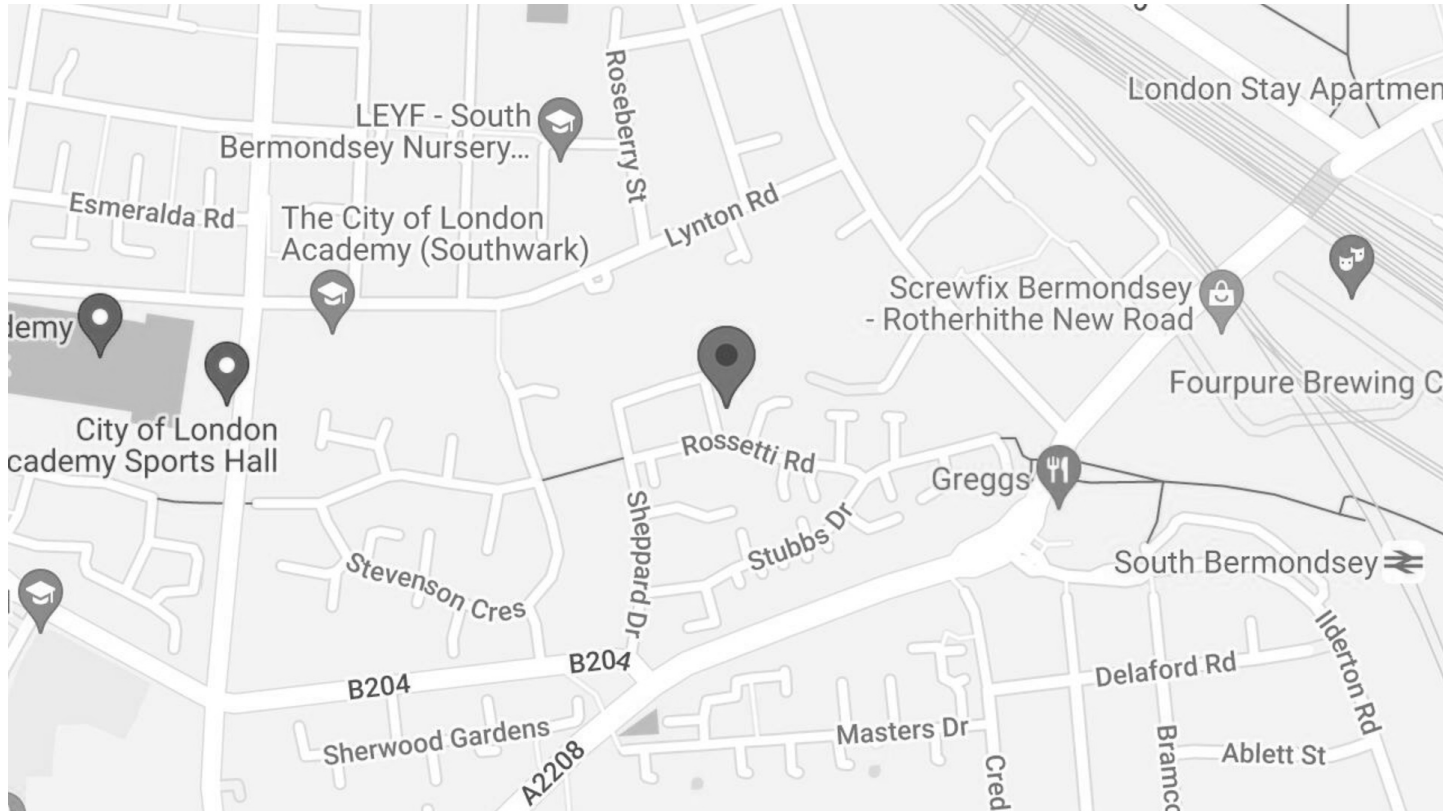 London Stay Apartmen
Roseberry St
LEYF - South
Bermondsey Nursery...
Esmeralda Rd
The City of London
Academy (Southwark)
Lynton Rd
Screwfix Bermondsey
- Rotherhithe New Road
demy
Fourpure Brewing C
City of London
cademy Sports Hall
Rossetti Rd
Greggs
Sheppard Dr
Stubbs Dr
South Bermondsey
Stevenson Cres
Ilderton Rd
B204
B204
Delaford Rd
Sherwood Gardens
Masters Dr
A2208
Cred
Bramco
Ablett St